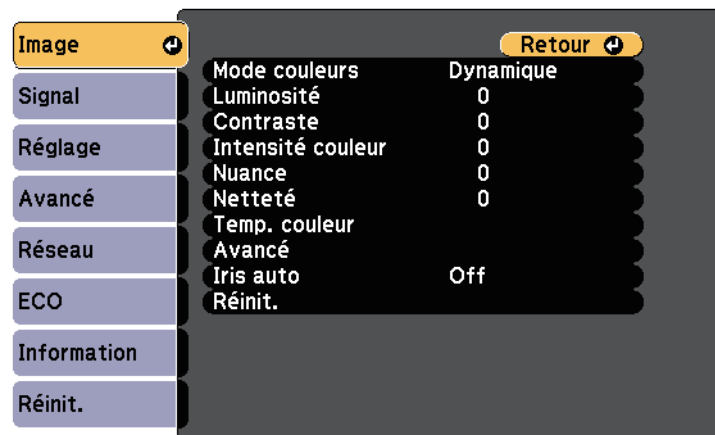 Image
Signal
Réglage
Avancé
Réseau
ECO
Information
Réinit.
Retour
Mode couleurs Dynamique
Luminosité 0
Contraste 0
Intensité couleur 0
Nuance 0
Netteté 0
Temp. couleur
Avancé
Iris auto Off
Réinit.